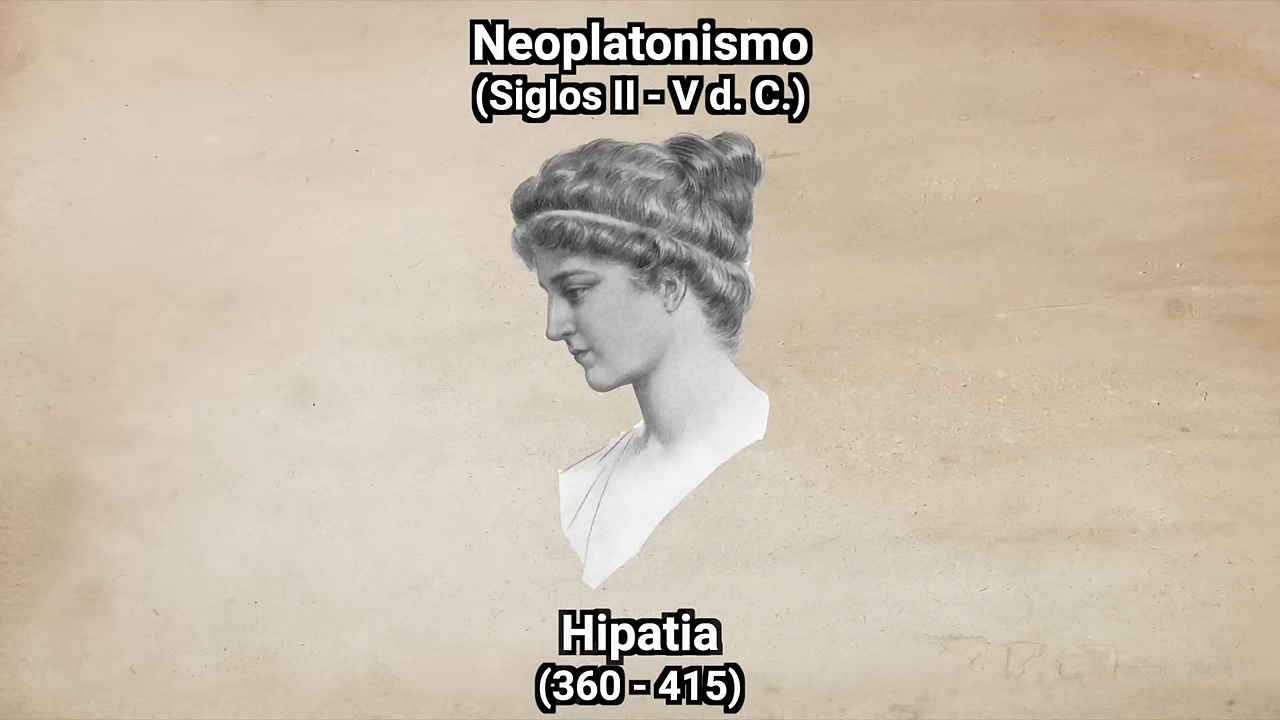 Neoplatonismo
(Siglos II - V d. C.)
Hipatia
(360 - 415)